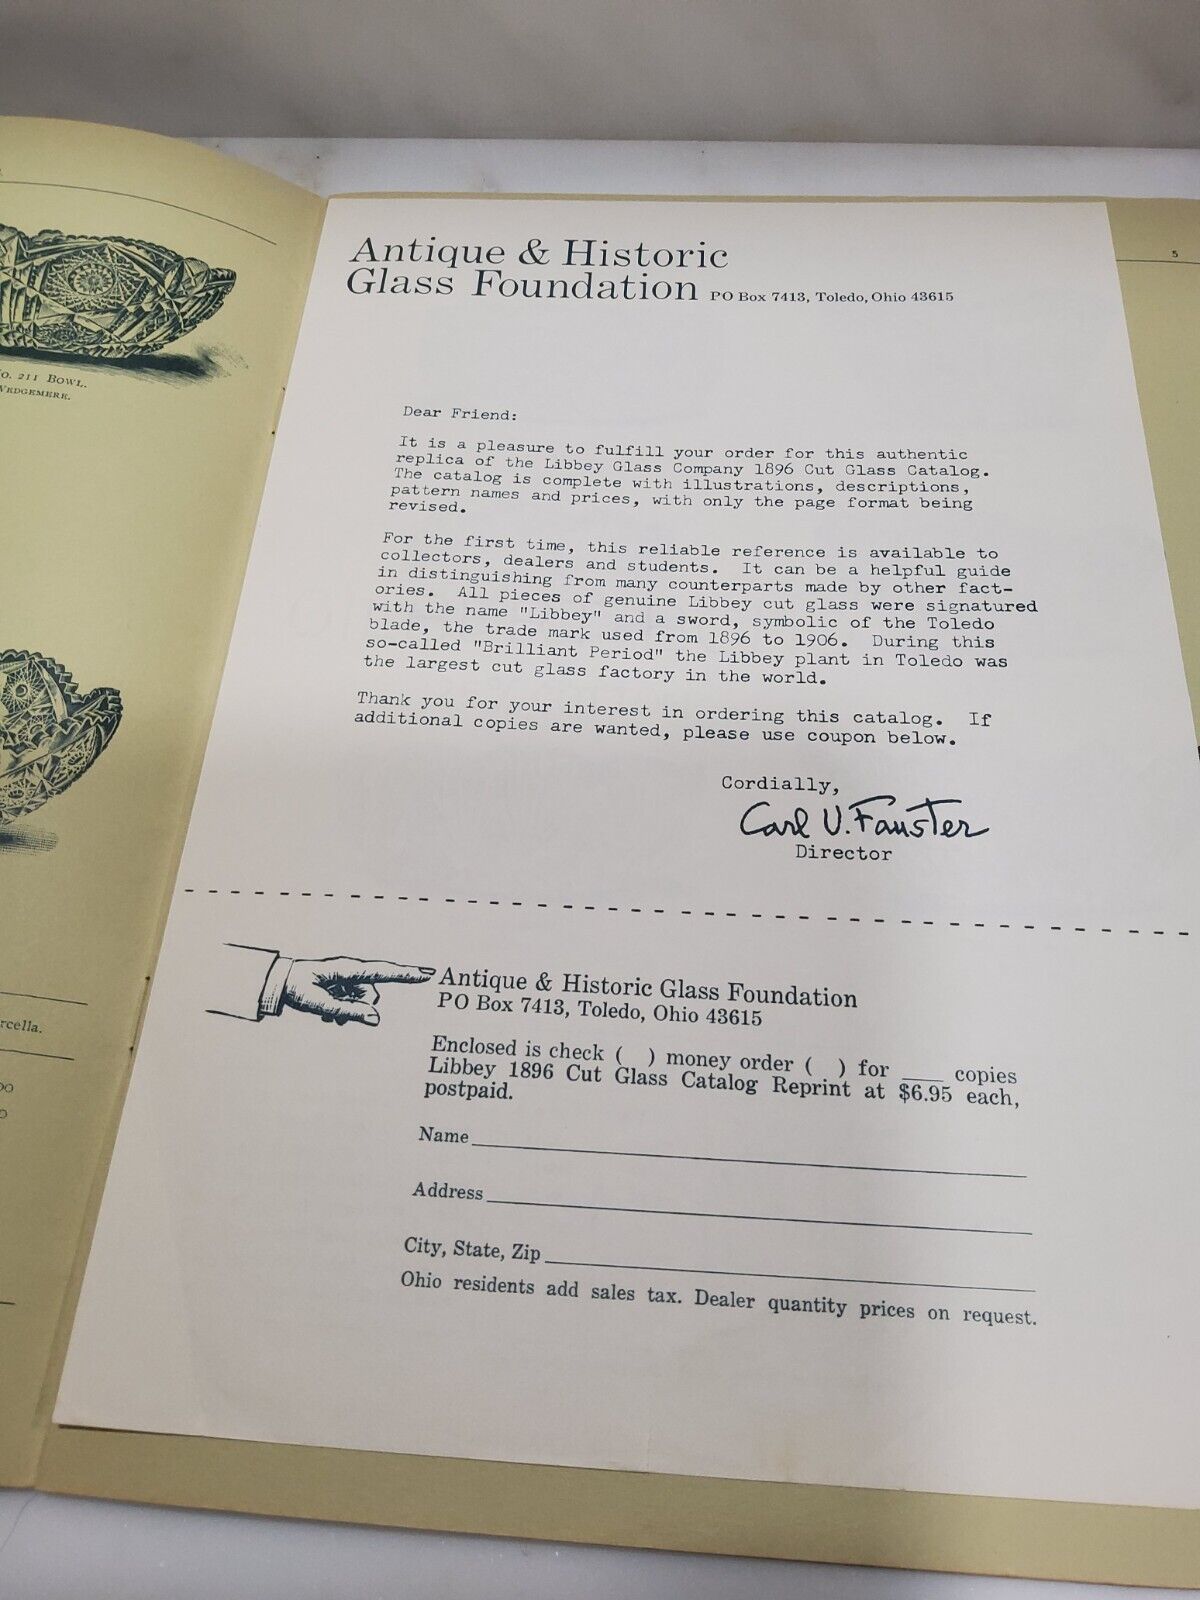 5
No. 211 Bowl.
Wedgemere.
Antique & Historic
Glass Foundation PO Box 7413, Toledo, Ohio 43615
Dear Friend:
It is a pleasure to fulfill your order for this authentic
replica of the Libbey Glass Company 1896 Cut Glass Catalog.
The catalog is complete with illustrations, descriptions,
pattern names and prices, with only the page format being
revised.
For the first time, this reliable reference is available to
collectors, dealers and students. It can be a helpful guide
in distinguishing from many counterparts made by other fact-
ories. All pieces of genuine Libbey cut glass were signatured
with the name "Libbey" and a sword, symbolic of the Toledo
blade, the trade mark used from 1896 to 1906. During this
so-called "Brilliant Period" the Libbey plant in Toledo was
the largest cut glass factory in the world.
Thank you for your interest in ordering this catalog. If
additional copies are wanted, please use coupon below.
Cordially,
Carl U. Fauster
Director
Antique & Historic Glass Foundation
PO Box 7413, Toledo, Ohio 43615
Enclosed is check ( ) money order ( ) for ____ copies
Libbey 1896 Cut Glass Catalog Reprint at $6.95 each,
postpaid.
Name
Address
City, State, Zip
Ohio residents add sales tax. Dealer quantity prices on request.